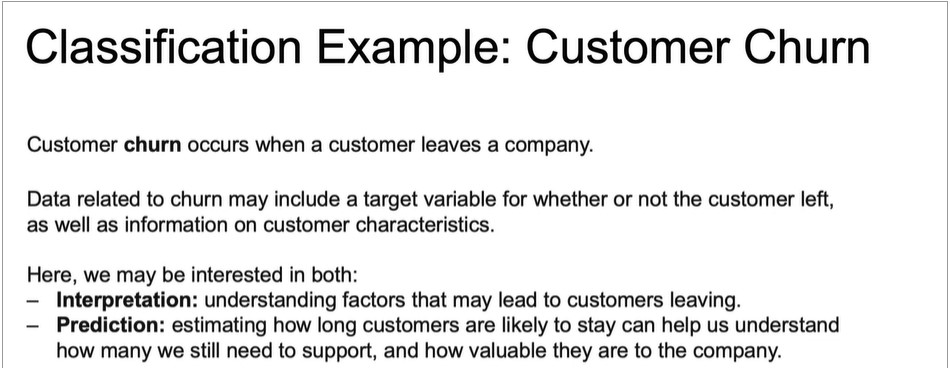 Classification Example: Customer Churn
Customer churn occurs when a customer leaves a company.
Data related to churn may include a target variable for whether or not the customer left,
as well as information on customer characteristics.
Here, we may be interested in both:
– Interpretation: understanding factors that may lead to customers leaving.
– Prediction: estimating how long customers are likely to stay can help us understand
how many we still need to support, and how valuable they are to the company.